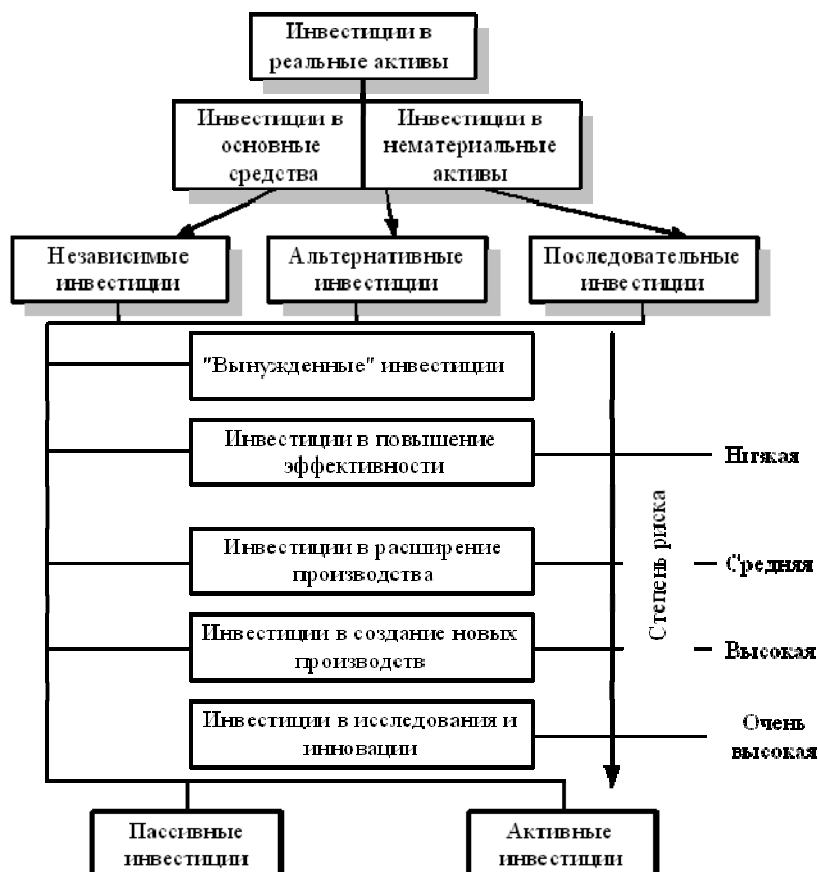 Инвестиции в
реальные активы
Инвестиции в
основные
средства
Инвестиции в
нематериальные
активы
Независимые
инвестиции
Альтернативные
инвестиции
Последовательные
инвестиции
"Вынужденные" инвестиции
Инвестиции в повышение
эффективности
Низкая
Инвестиции в расширение
производства
Средняя
Степень риска
Инвестиции в создание новых
производств
Высокая
Инвестиции в исследования и
инновации
Очень
высокая
Пассивные
инвестиции
Активные
инвестиции